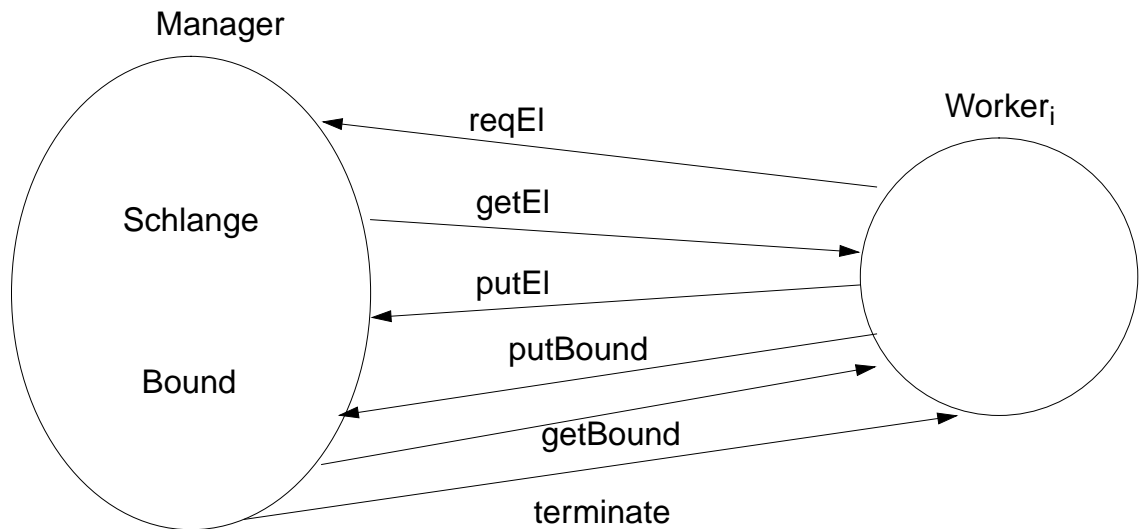 Manager
Worker_i
reqEl
getEl
Schlange
putEl
putBound
Bound
getBound
terminate